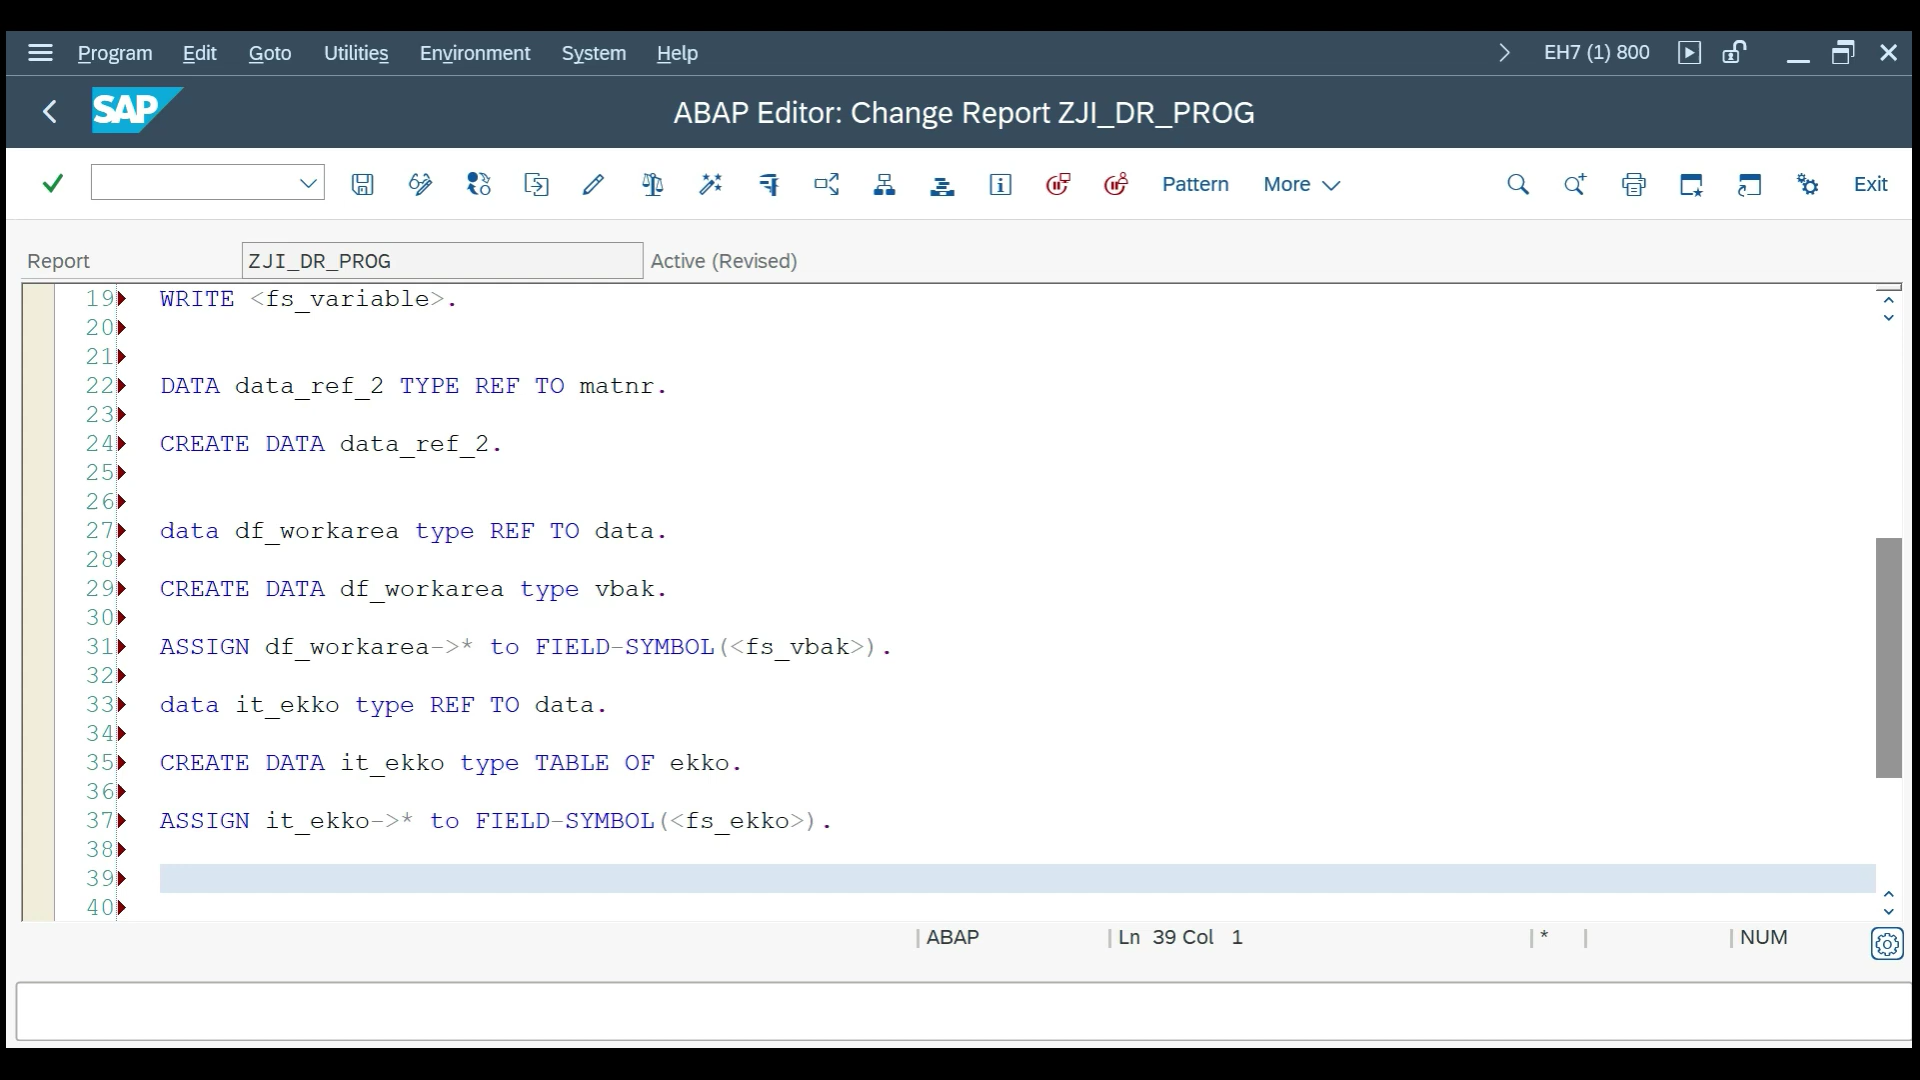 Program Edit Goto Utilities Environment System Help EH7 (1) 800
SAP ABAP Editor: Change Report ZJI_DR_PROG
Pattern More Exit
Report ZJI_DR_PROG Active (Revised)
19 WRITE <fs_variable>.
20
21
22 DATA data_ref_2 TYPE REF TO matnr.
23
24 CREATE DATA data_ref_2.
25
26
27 data df_workarea type REF TO data.
28
29 CREATE DATA df_workarea type vbak.
30
31 ASSIGN df_workarea->* to FIELD-SYMBOL(<fs_vbak>).
32
33 data it_ekko type REF TO data.
34
35 CREATE DATA it_ekko type TABLE OF ekko.
36
37 ASSIGN it_ekko->* to FIELD-SYMBOL(<fs_ekko>).
38
39
40
ABAP Ln 39 Col 1 * NUM